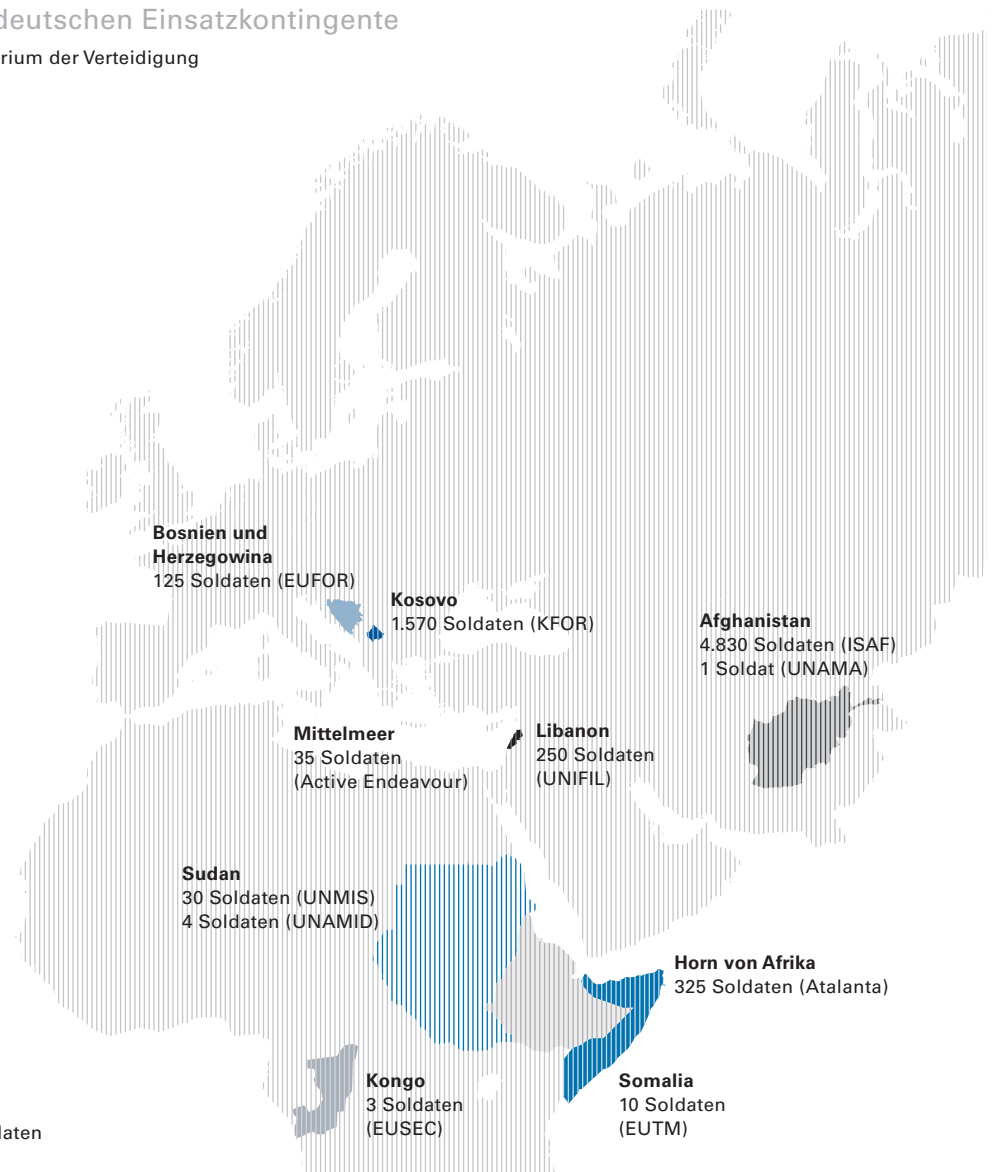 deutschen Einsatzkontingente
rium der Verteidigung
Bosnien und
Herzegowina
125 Soldaten (EUFOR)
Kosovo
1.570 Soldaten (KFOR)
Afghanistan
4.830 Soldaten (ISAF)
1 Soldat (UNAMA)
Mittelmeer
35 Soldaten
(Active Endeavour)
Libanon
250 Soldaten
(UNIFIL)
Sudan
30 Soldaten (UNMIS)
4 Soldaten (UNAMID)
Horn von Afrika
325 Soldaten (Atalanta)
Kongo
3 Soldaten
(EUSEC)
Somalia
10 Soldaten
(EUTM)
daten